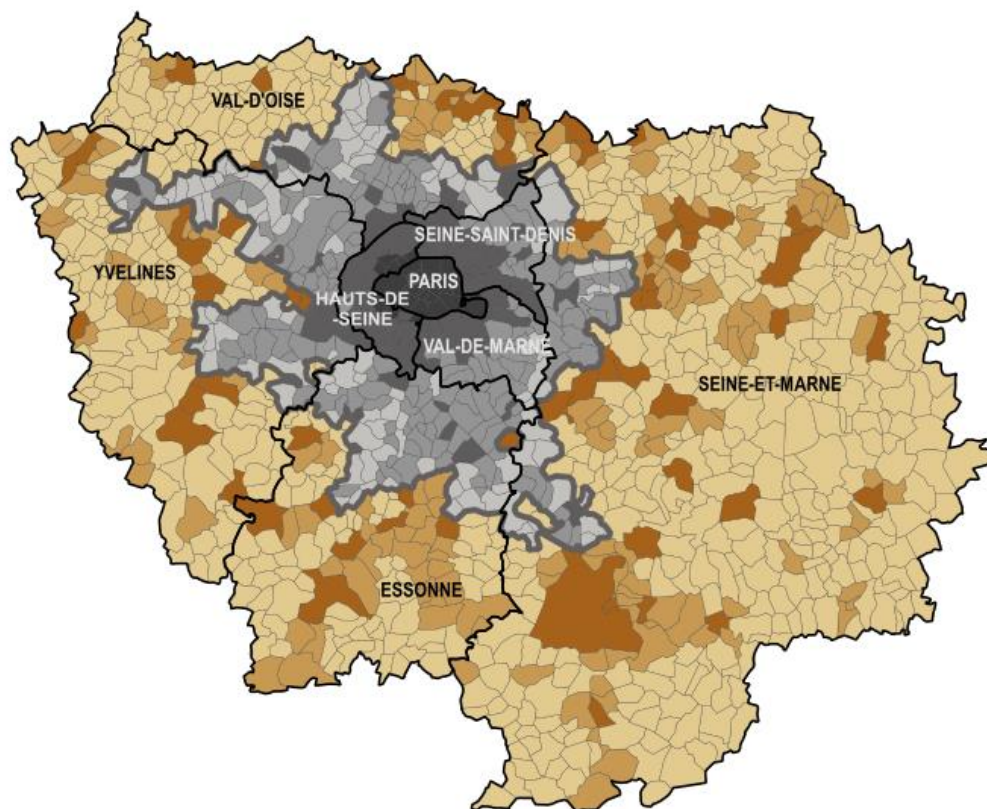 VAL-D'OISE
SEINE-SAINT-DENIS
YVELINES
PARIS
HAUTS-DE
-SEINE
VAL-DE-MARNE
SEINE-ET-MARNE
ESSONNE